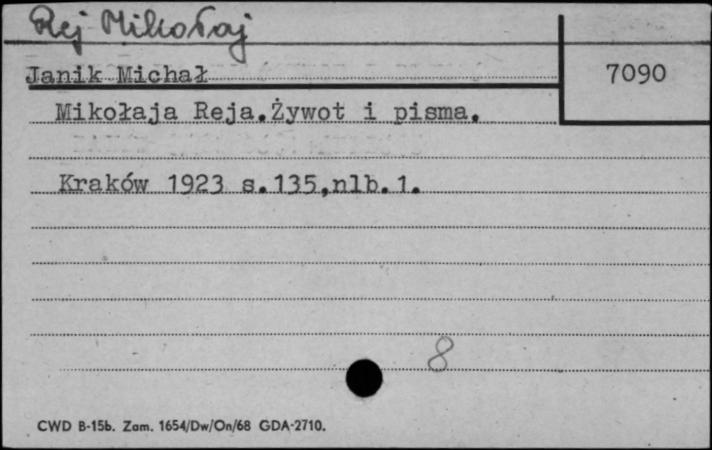 Rej Mikołaj
Janik Michał
7090
Mikołaja Reja.Żywot i pisma.
Kraków 1923 s.135,nlb.1.
8
CWD B-15b. Zam. 1654/Dw/On/68 GDA-2710.